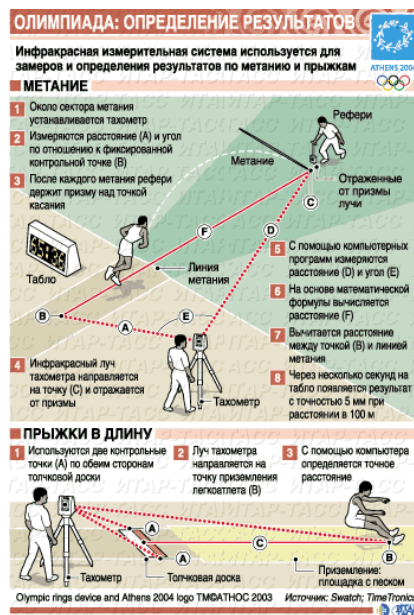 ОЛИМПИАДА: ОПРЕДЕЛЕНИЕ РЕЗУЛЬТАТОВ
Инфракрасная измерительная система используется для
замеров и определения результатов по метанию и прыжкам
ATHENS 2004
МЕТАНИЕ
1 Около сектора метания
устанавливается тахометр
2 Измеряются расстояние (A) и угол
по отношению к фиксированной
контрольной точке (B)
3 После каждого метания рефери
держит призму над точкой
касания
Рефери
Метание
Отраженные
от призмы
лучи
C
F
D
Табло
Линия
метания
B
A
E
5 С помощью компьютерных
программ измеряются
расстояние (D) и угол (E)
6 На основе математической
формулы вычисляется
расстояние (F)
7 Вычитается расстояние
между точкой (B) и линией
метания
8 Через несколько секунд на
табло появляется результат
с точностью 5 мм при
расстоянии в 100 м
4 Инфракрасный луч
тахометра направляется
на точку (C) и отражается
от призмы
Тахометр
ПРЫЖКИ В ДЛИНУ
1 Используются две контрольные
точки (A) по обеим сторонам
толчковой доски
2 Луч тахометра
направляется на
точку приземления
легкоатлета (B)
3 С помощью компьютера
определяется точное
расстояние
A
C
A
B
Тахометр
Толчковая доска
Приземление:
площадка с песком
Olympic rings device and Athens 2004 logo TM©ATHOC 2003
Источник: Swatch; TimeTronics
ИТАР-ТАСС